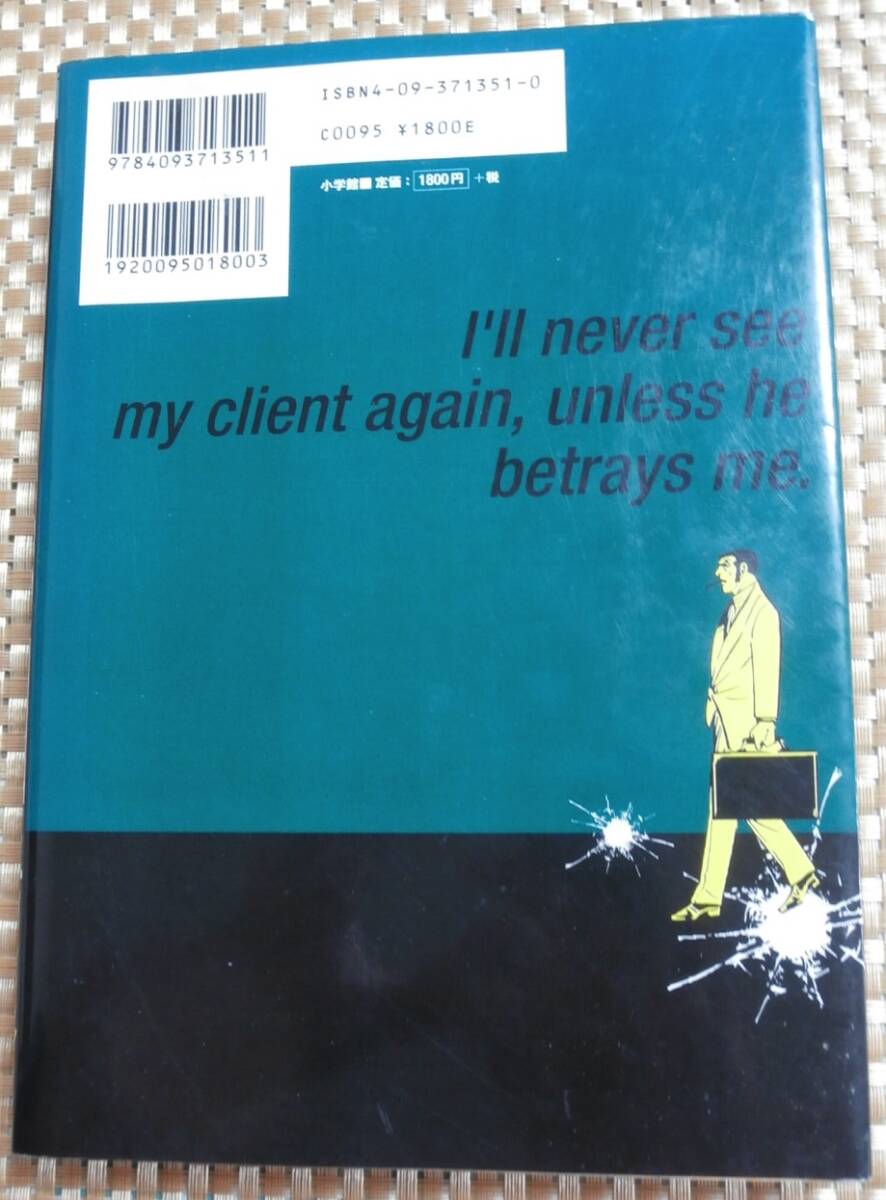 ISBN4-09-371351-0
C0095 ¥1800E
9784093713511
小学館 定価: 1800円 +税
1920095018003
I'll never see
my client again, unless he
betrays me.